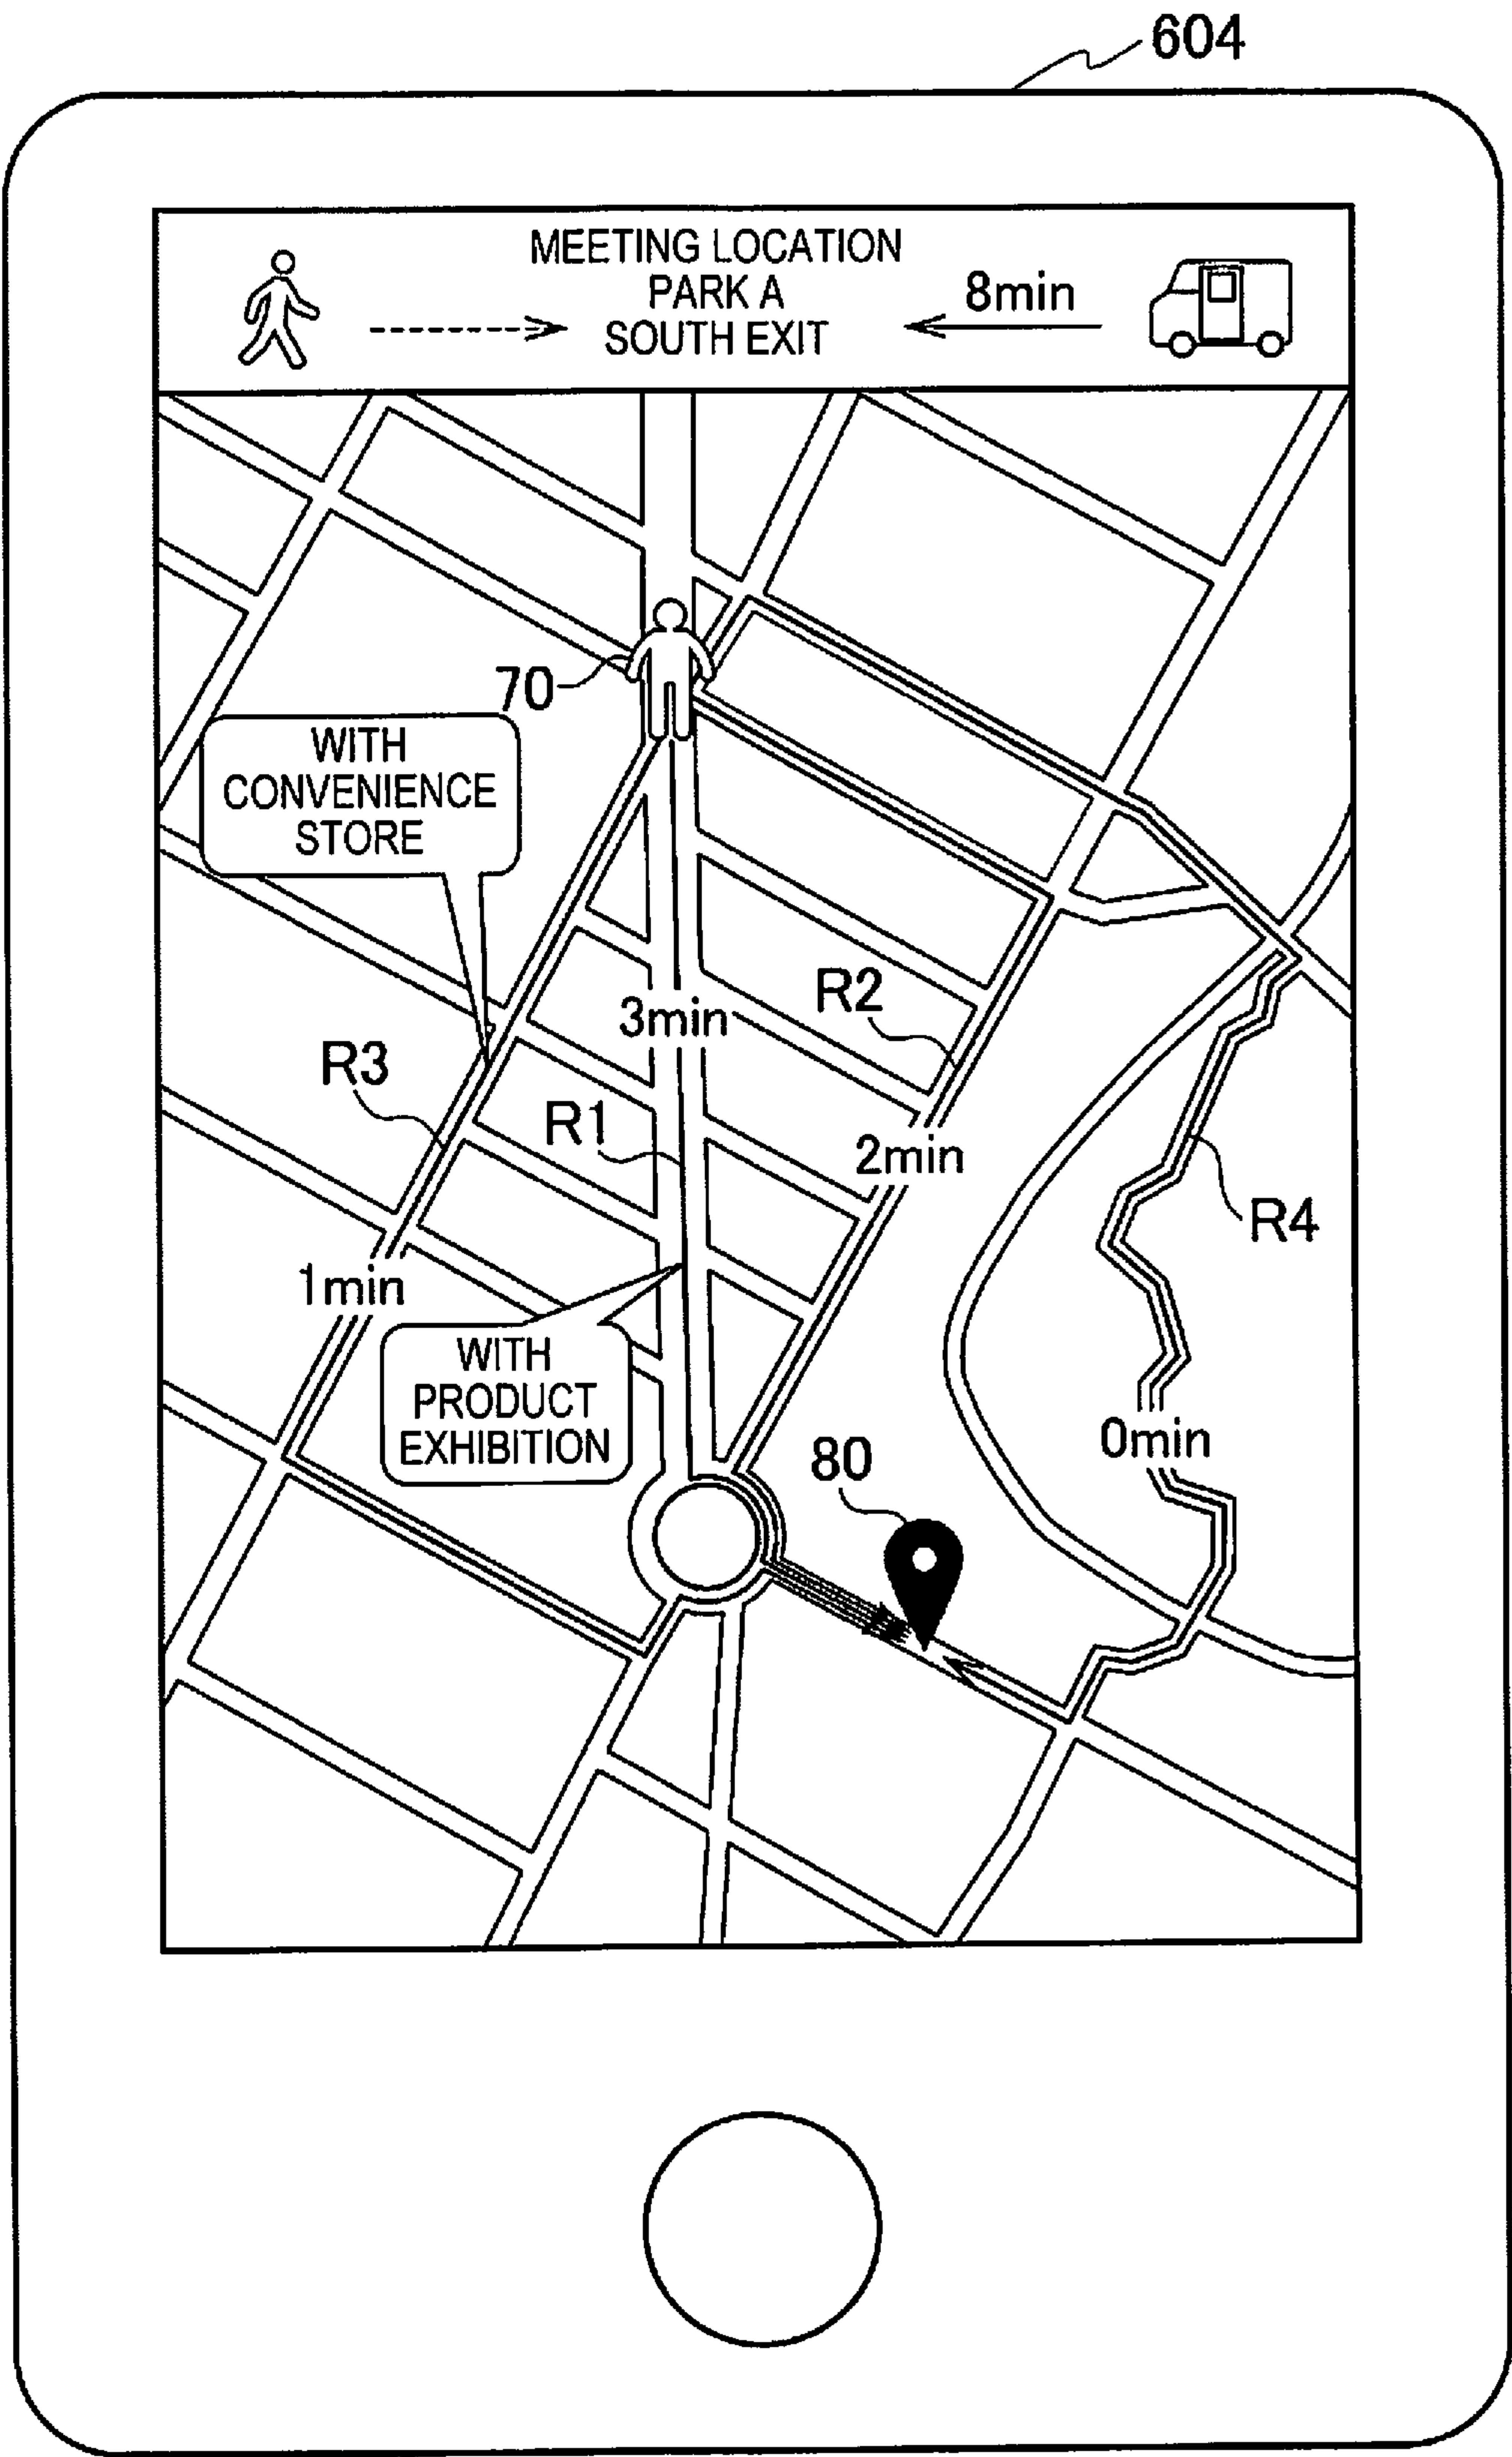 604
MEETING LOCATION
PARK A
SOUTH EXIT
8min
70
WITH
CONVENIENCE
STORE
R2
3min
R3
R1
2min
R4
1min
WITH
PRODUCT
EXHIBITION
0min
80